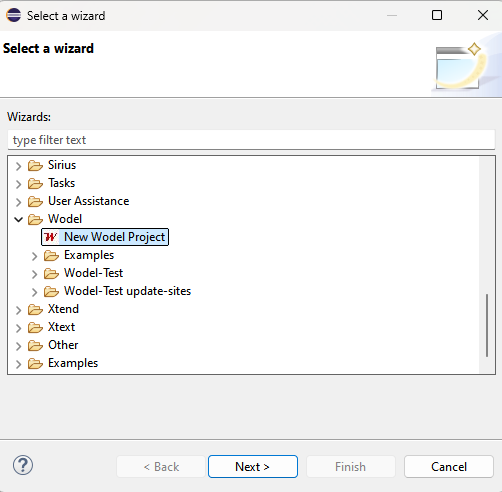 Select a wizard
Select a wizard
Wizards:
type filter text
Sirius
Tasks
User Assistance
Wodel
New Wodel Project
Examples
Wodel-Test
Wodel-Test update-sites
Xtend
Xtext
Other
Examples
?
< Back
Next >
Finish
Cancel